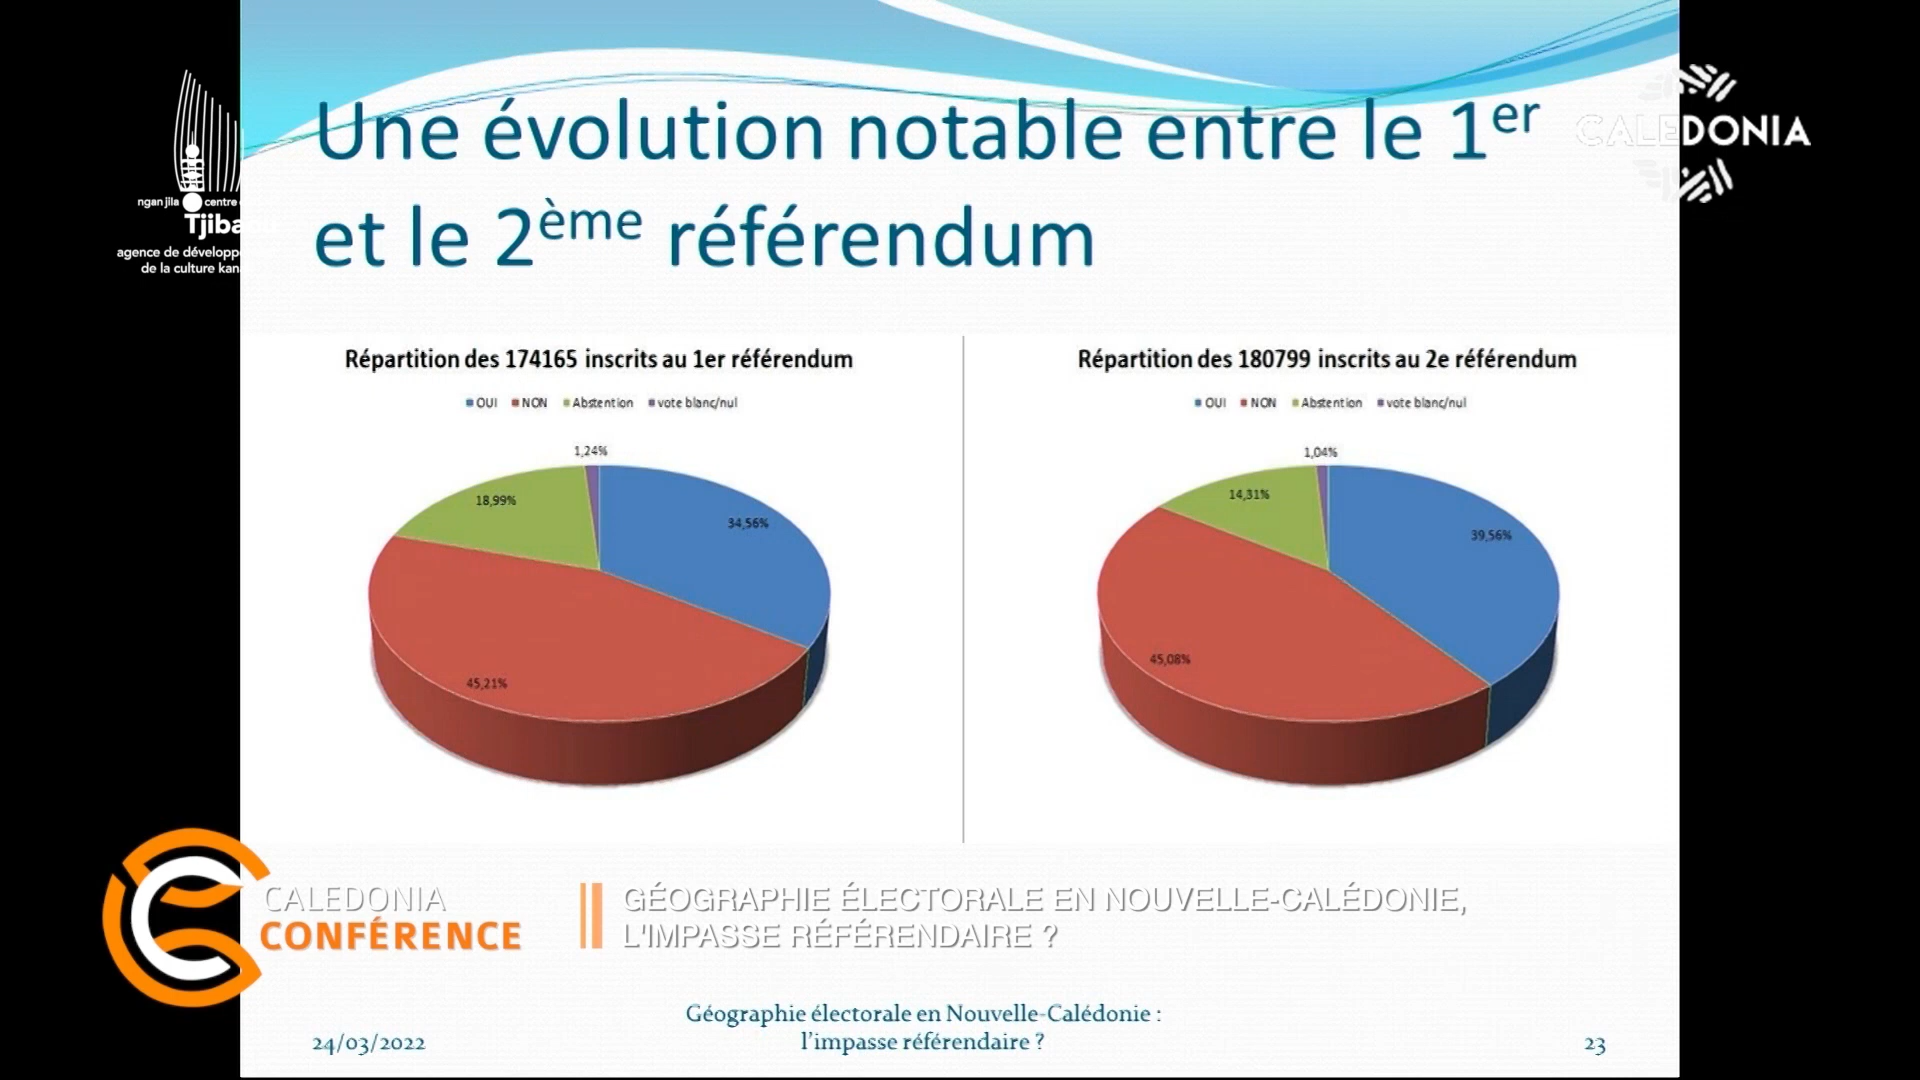 Une évolution notable entre le 1er
et le 2ème référendum
CALEDONIA
ngan jila centre
Tjiba
agence de développ
de la culture kan
Répartition des 174165 inscrits au 1er référendum
OUI NON Abstention vote blanc/nul
1,24%
18,99%
34,56%
45,21%
Répartition des 180799 inscrits au 2e référendum
OUI NON Abstention vote blanc/nul
1,04%
14,31%
39,56%
45,08%
CALEDONIA
CONFÉRENCE
GÉOGRAPHIE ÉLECTORALE EN NOUVELLE-CALÉDONIE,
L'IMPASSE RÉFÉRENDAIRE ?
24/03/2022
Géographie électorale en Nouvelle-Calédonie :
l'impasse référendaire ?
23